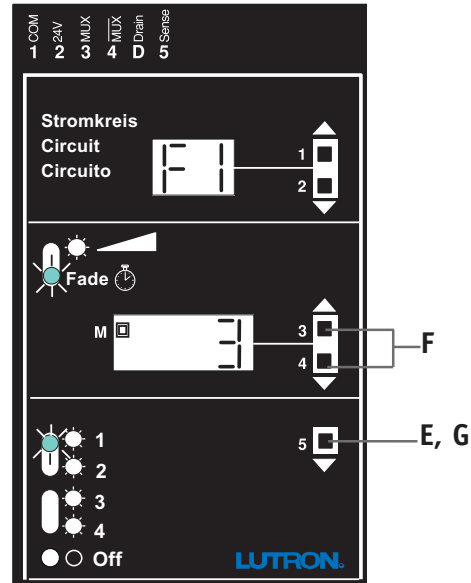 COM 24V MUX MUX Drain Sense
1 2 3 4 D 5
Stromkreis
Circuit
Circuito
F1
1
2
Fade
M
3
3
4
F
1
2
3
4
Off
5
E, G
LUTRON.